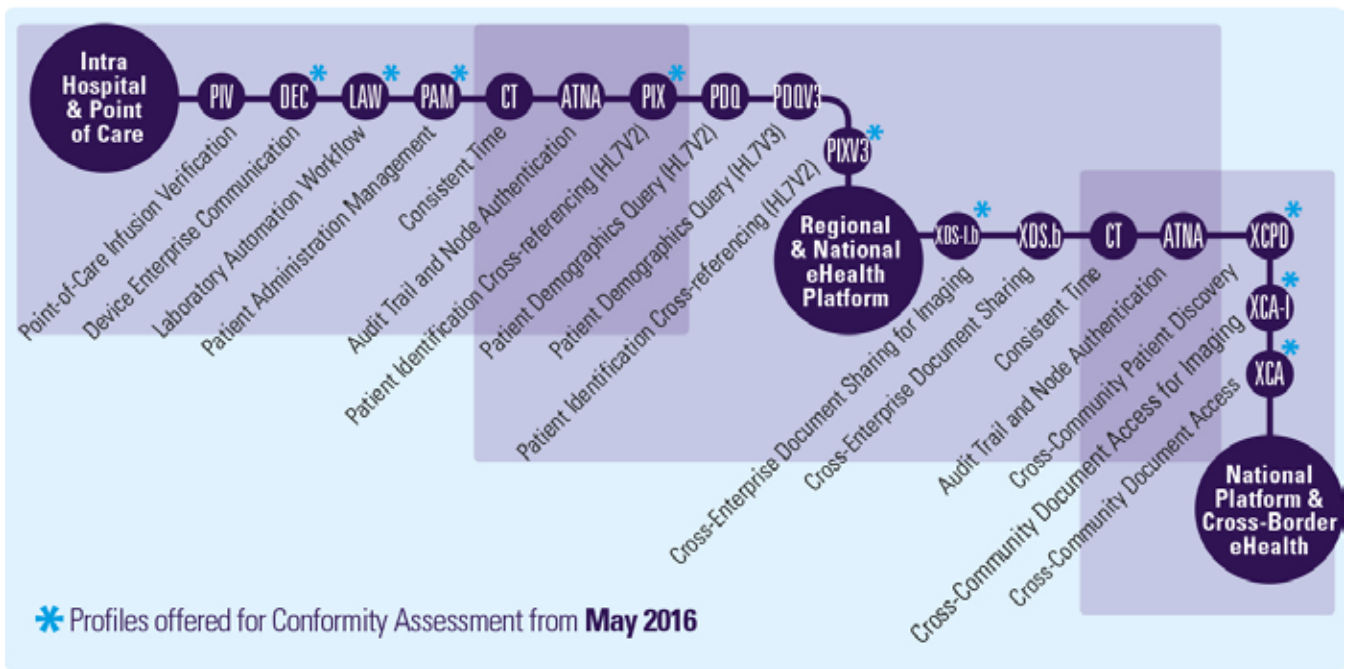 Intra
Hospital
& Point
of Care
PIV
DEC*
LAW*
PAM*
CT
ATNA
PIX*
PDQ
PDQV3
PIXV3*
Point-of-Care Infusion Verification
Device Enterprise Communication
Laboratory Automation Workflow
Patient Administration Management
Consistent Time
Audit Trail and Node Authentication
Patient Identification Cross-referencing (HL7V2)
Patient Demographics Query (HL7V2)
Patient Demographics Query (HL7V3)
Patient Identification Cross-referencing (HL7V2)
Regional
& National
eHealth
Platform
XDS-I.b*
XDS.b
CT
ATNA
XCPD*
XCA-I*
XCA*
Cross-Enterprise Document Sharing for Imaging
Cross-Enterprise Document Sharing
Consistent Time
Audit Trail and Node Authentication
Cross-Community Patient Discovery
Cross-Community Document Access for Imaging
Cross-Community Document Access
National
Platform &
Cross-Border
eHealth
* Profiles offered for Conformity Assessment from May 2016